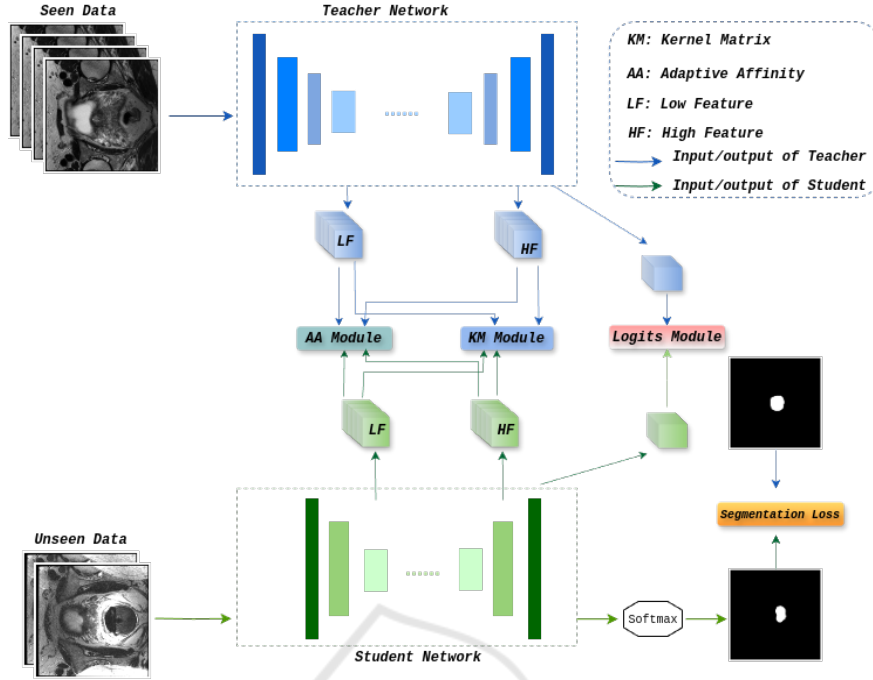 Seen Data
Teacher Network
KM: Kernel Matrix
AA: Adaptive Affinity
LF: Low Feature
HF: High Feature
Input/output of Teacher
Input/output of Student
LF
HF
AA Module
KM Module
Logits Module
LF
HF
Segmentation Loss
Unseen Data
Softmax
Student Network